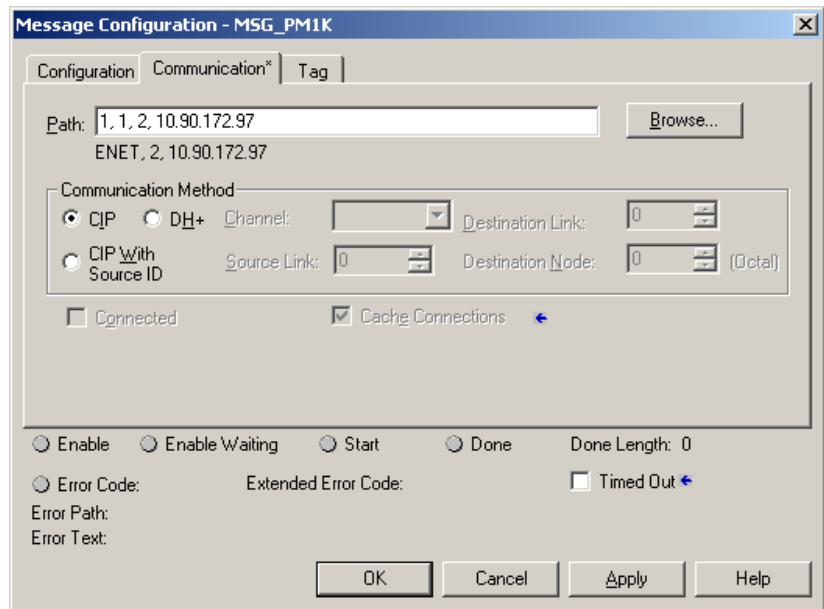 Message Configuration - MSG_PM1K
Configuration Communication* Tag
Path: 1, 1, 2, 10.90.172.97 Browse...
ENET, 2, 10.90.172.97
Communication Method
CIP DH+ Channel: Destination Link: 0
CIP With Source ID Source Link: 0 Destination Node: 0 (Octal)
Connected Cache Connections
Enable Enable Waiting Start Done Done Length: 0
Error Code: Extended Error Code: Timed Out
Error Path:
Error Text:
OK Cancel Apply Help